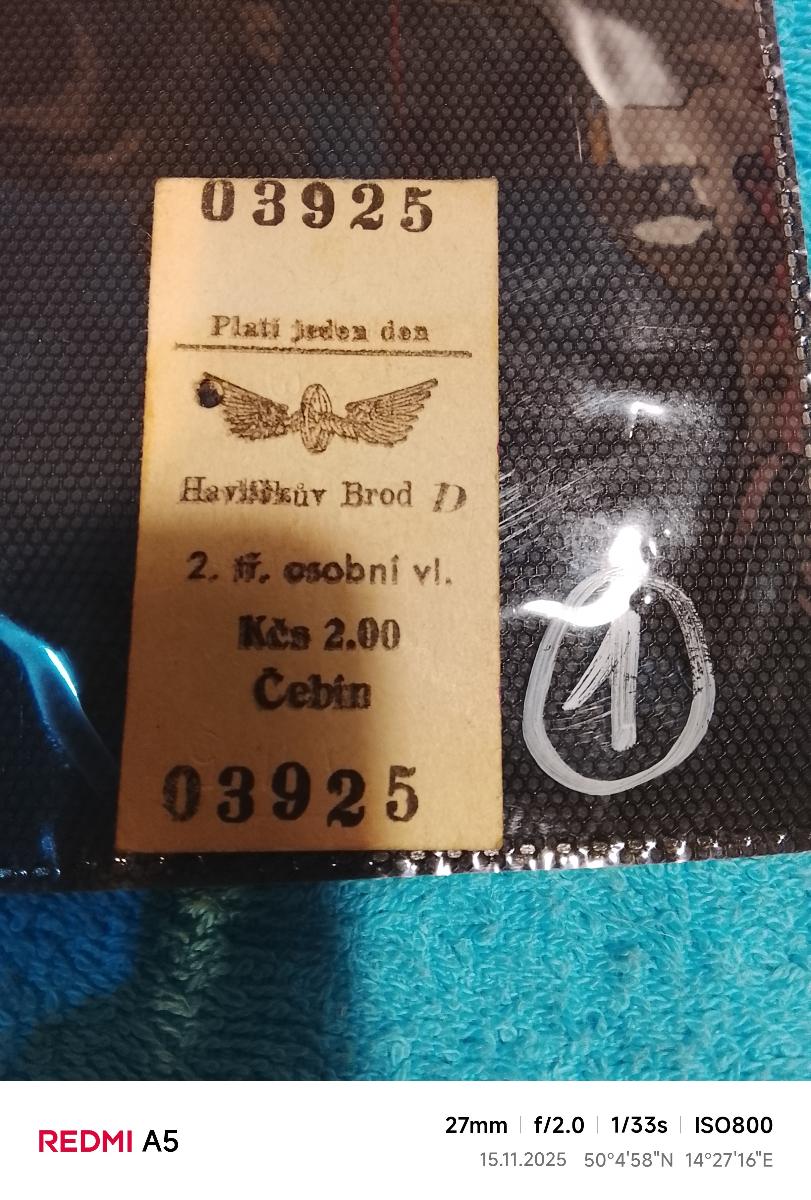 03925
Platí jeden den
Havlíčkův Brod D
2. tř. osobní vl.
Kčs 2.00
Čebín
03925
1
REDMI A5
27mm | f/2.0 | 1/33s | ISO800
15.11.2025 50°4'58"N 14°27'16"E